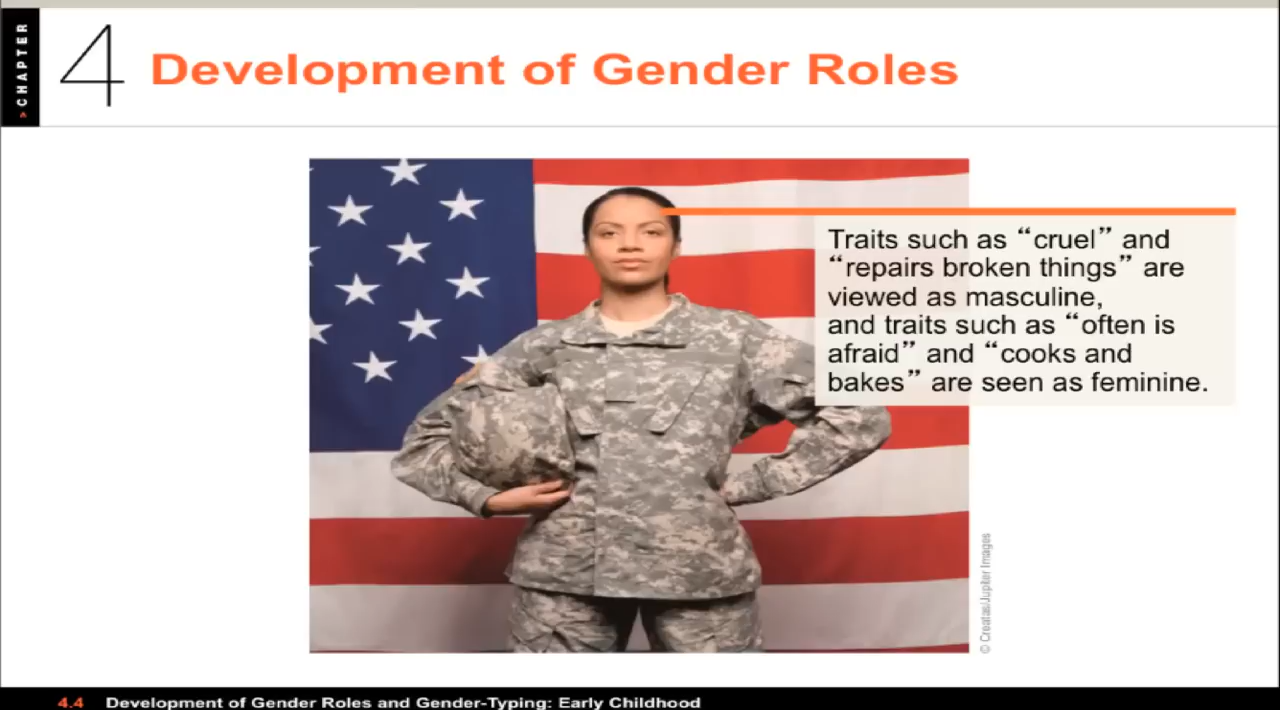 CHAPTER
4 Development of Gender Roles
Traits such as “cruel” and
“repairs broken things” are
viewed as masculine,
and traits such as “often is
afraid” and “cooks and
bakes” are seen as feminine.
© Creatas/Jupiter Images
4.4 Development of Gender Roles and Gender-Typing: Early Childhood